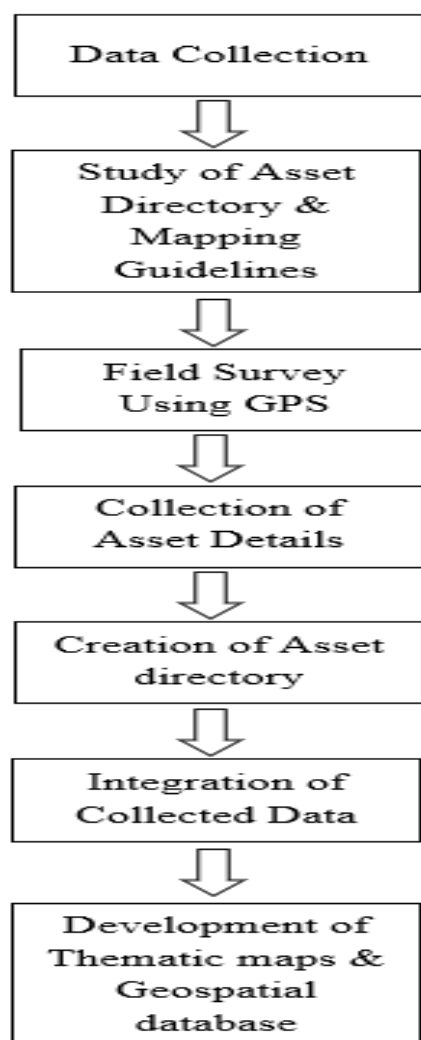 Data Collection
Study of Asset
Directory &
Mapping
Guidelines
Field Survey
Using GPS
Collection of
Asset Details
Creation of Asset
directory
Integration of
Collected Data
Development of
Thematic maps &
Geospatial
database